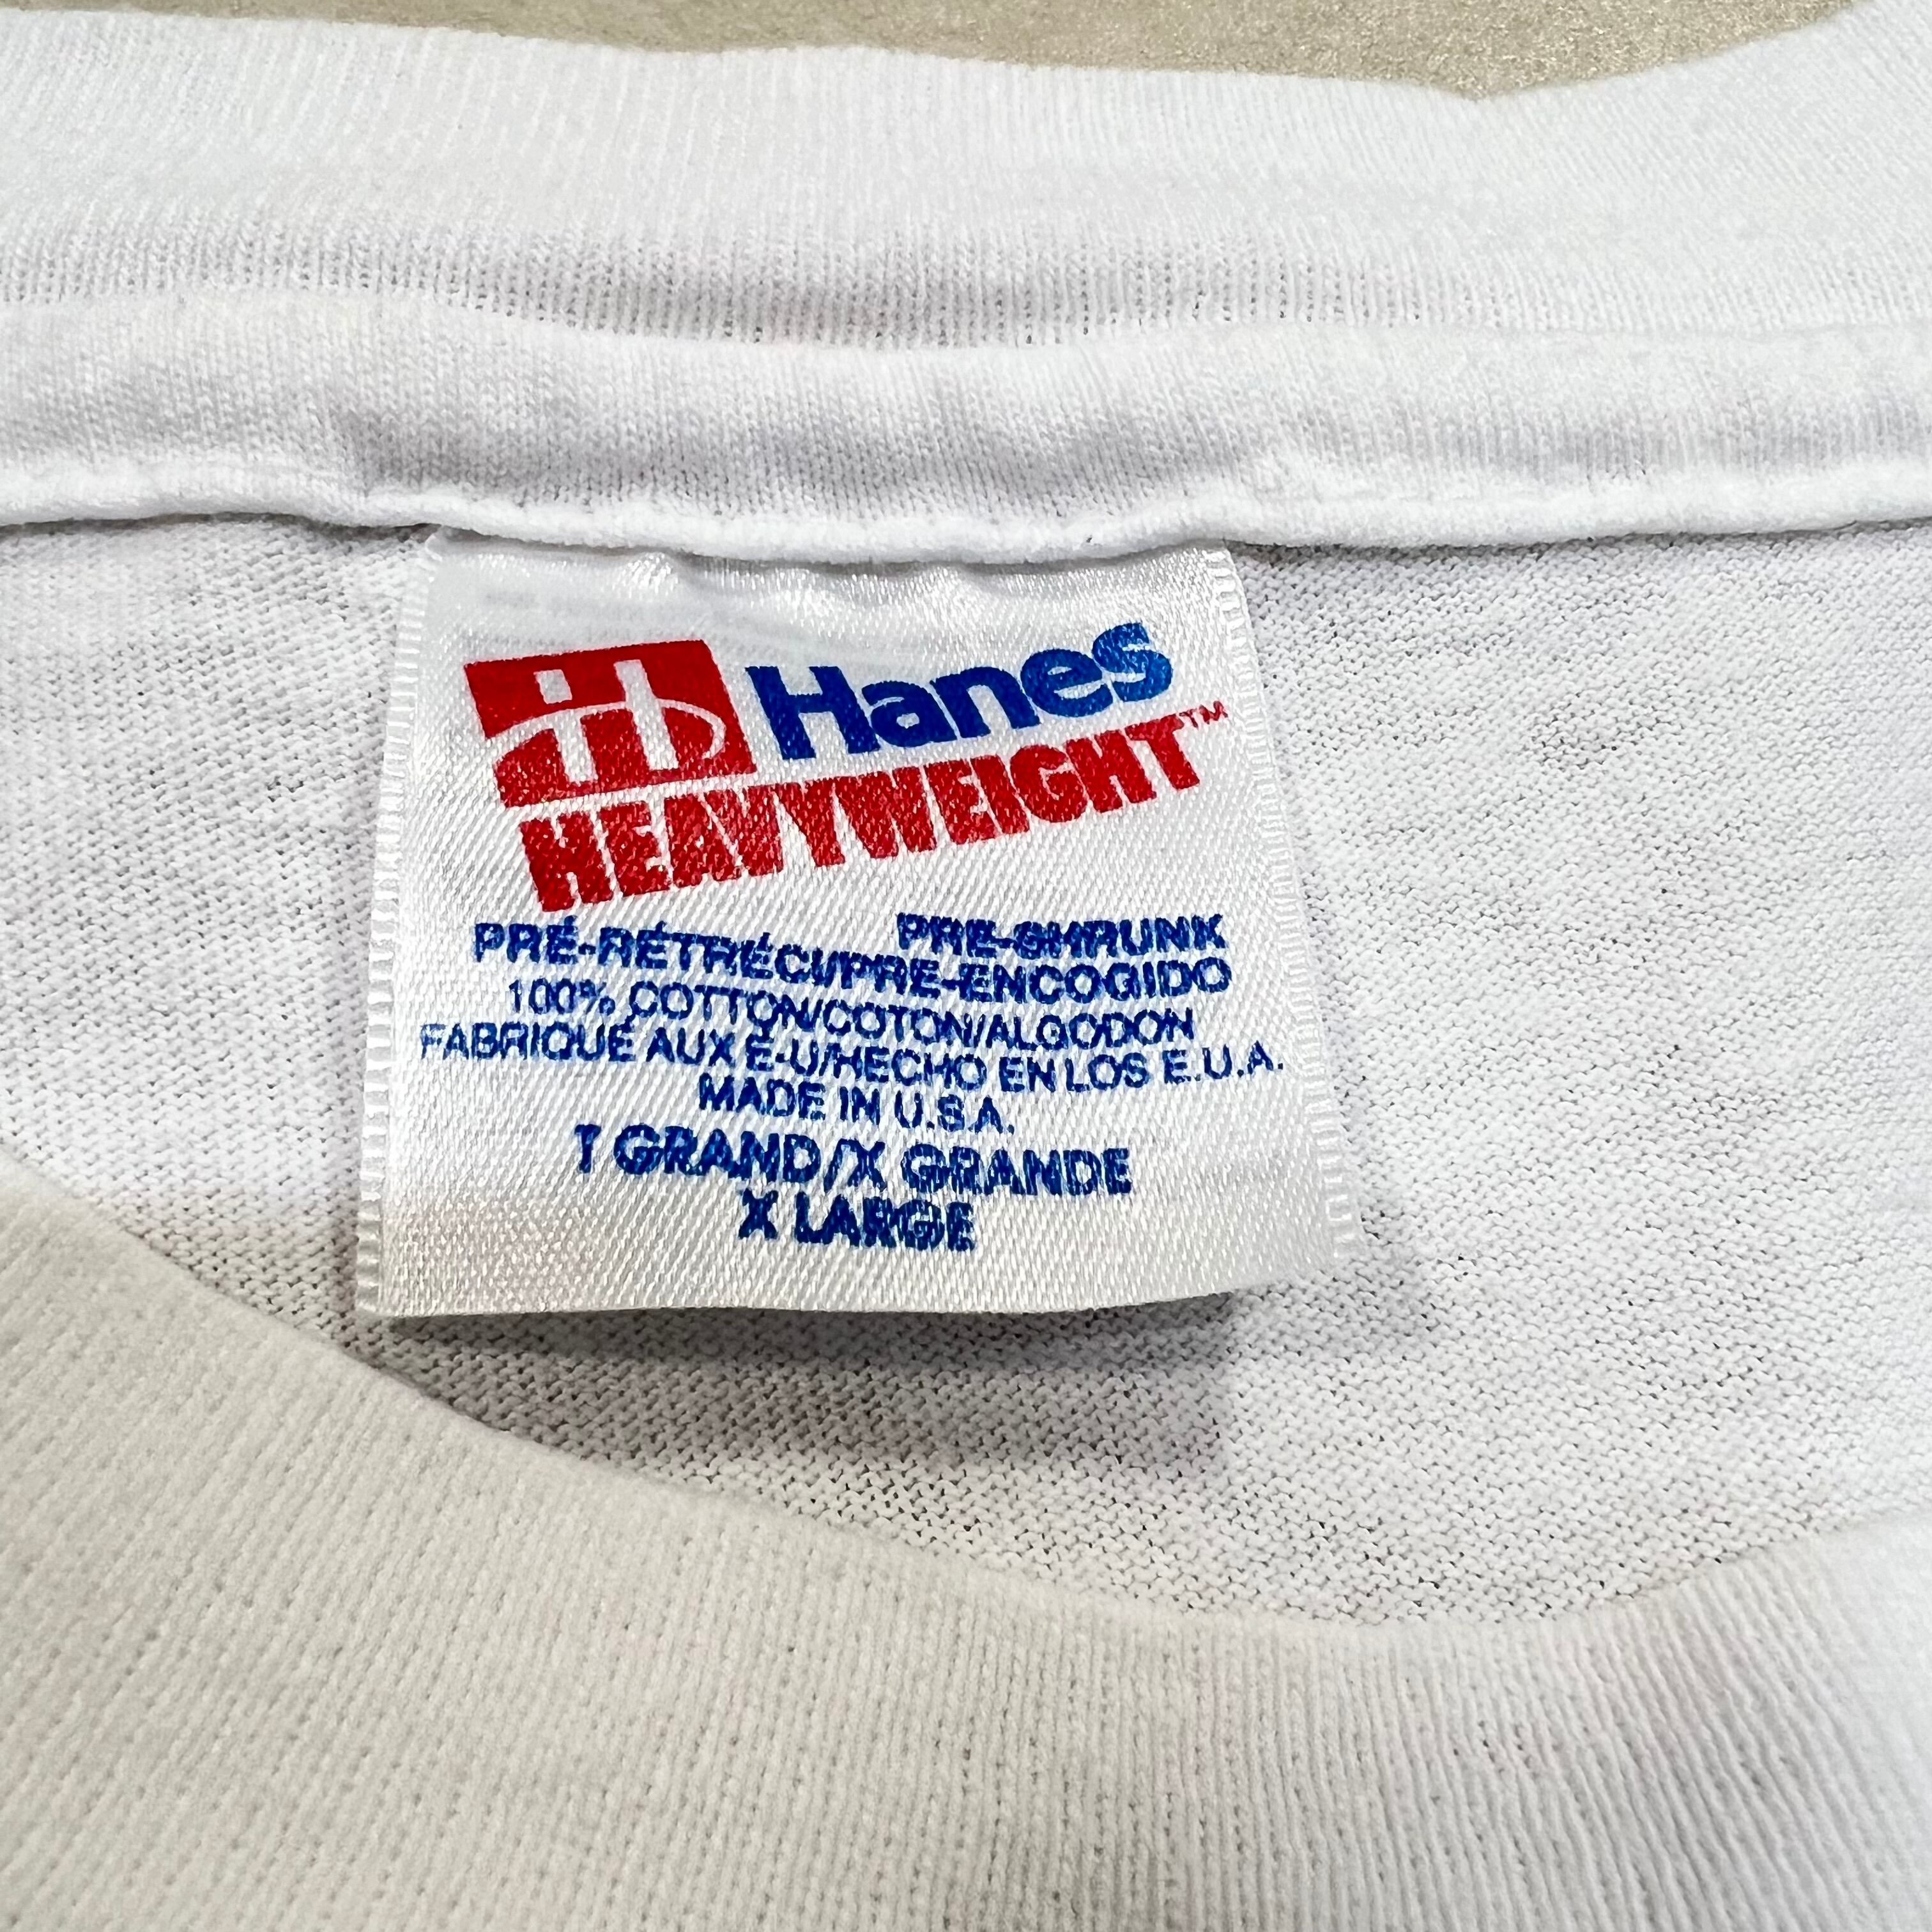 Hanes
HEAVYWEIGHT™
PRE-SHRUNK
PRÉ-RÉTRÉCI/PRE-ENCOGIDO
100% COTTON/COTON/ALGODON
FABRIQUÉ AUX É-U/HECHO EN LOS E.U.A.
MADE IN U.S.A.
T GRAND/X GRANDE
X LARGE